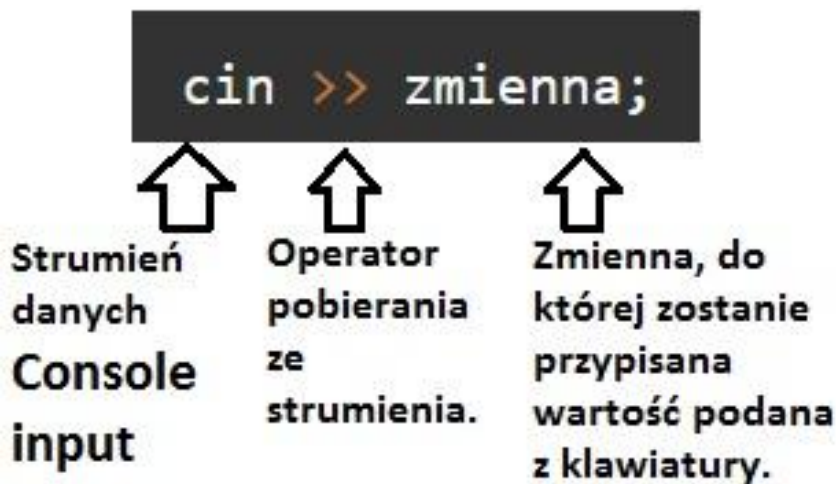 cin >> zmienna;
Strumień
danych
Console
input
Operator
pobierania
ze
strumienia.
Zmienna, do
której zostanie
przypisana
wartość podana
z klawiatury.